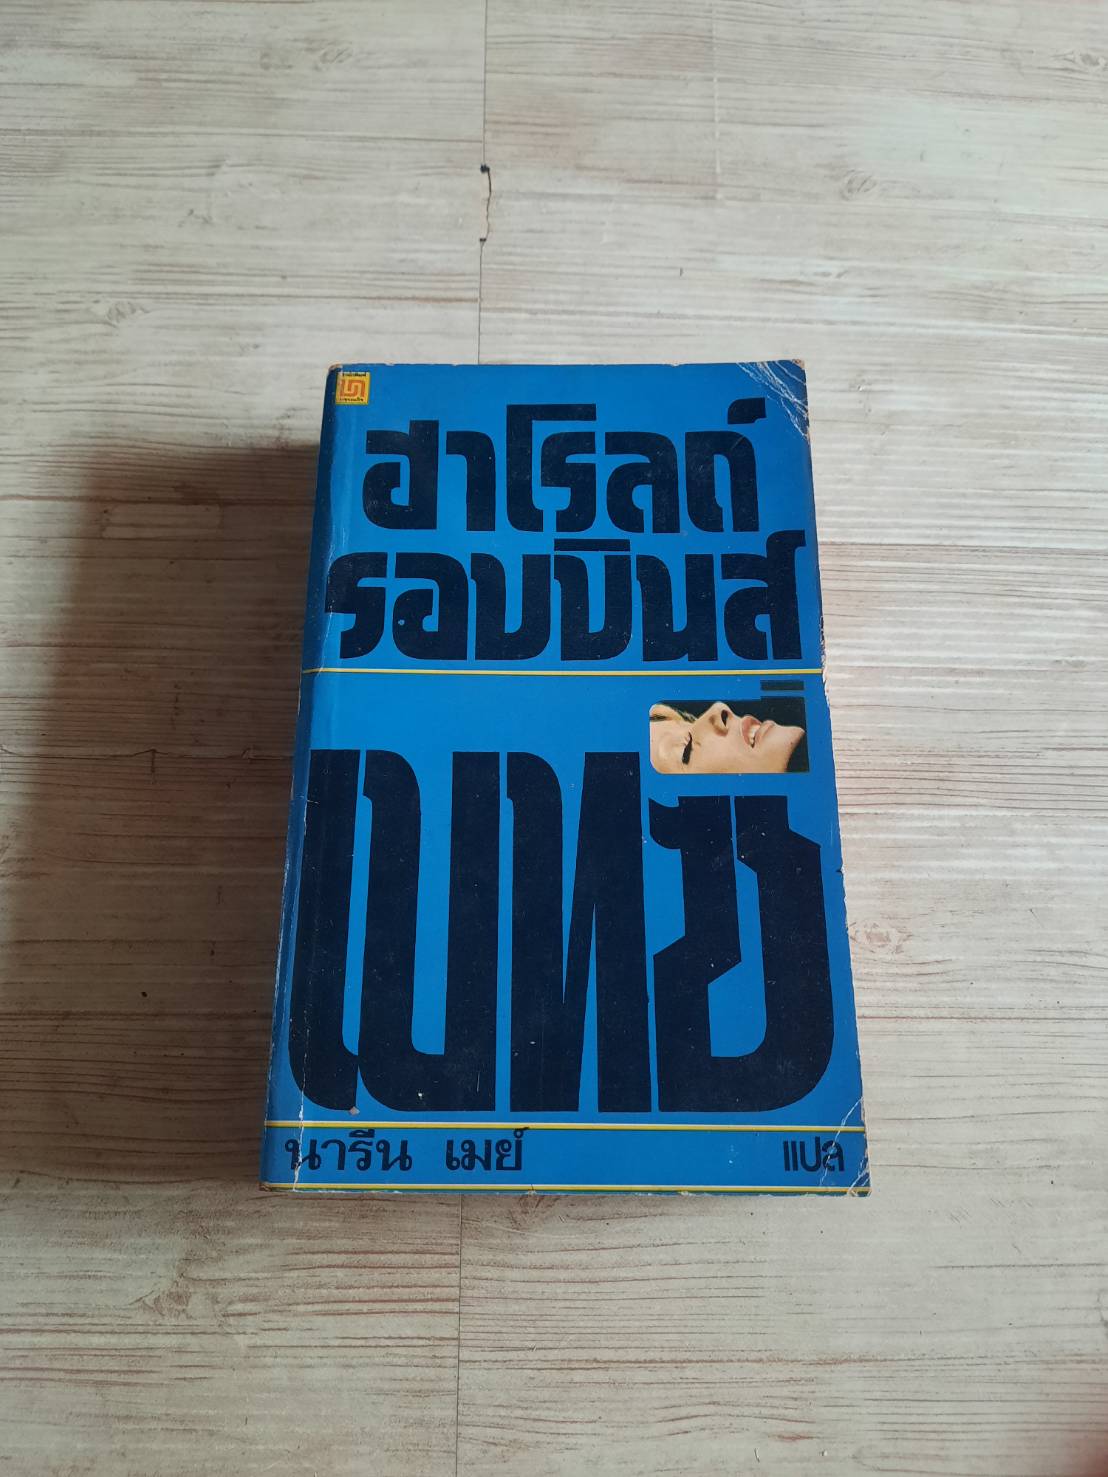 ฮาโรลด์
รอบบินส
เบทซี่
นารีน เมย์ แปล